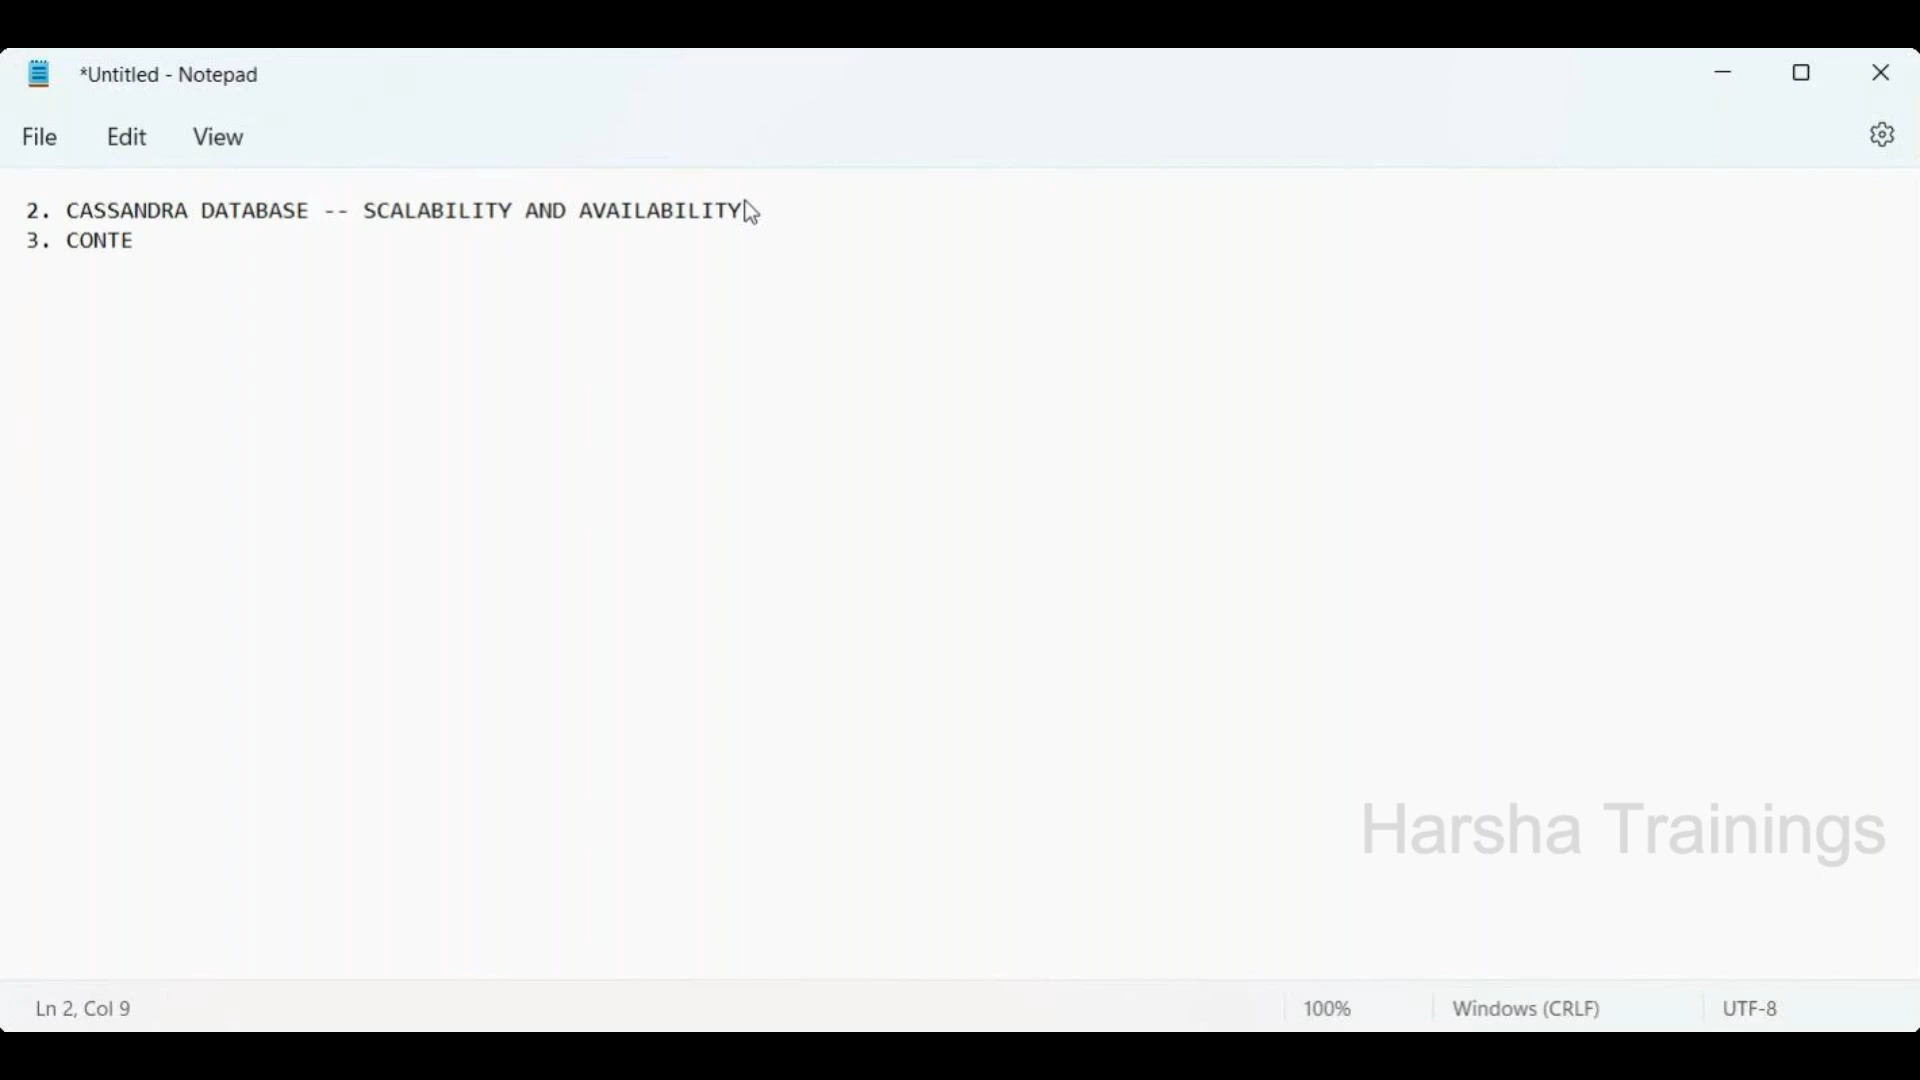 *Untitled - Notepad
File Edit View
2. CASSANDRA DATABASE -- SCALABILITY AND AVAILABILITY
3. CONTE
Harsha Trainings
Ln 2, Col 9 100% Windows (CRLF) UTF-8